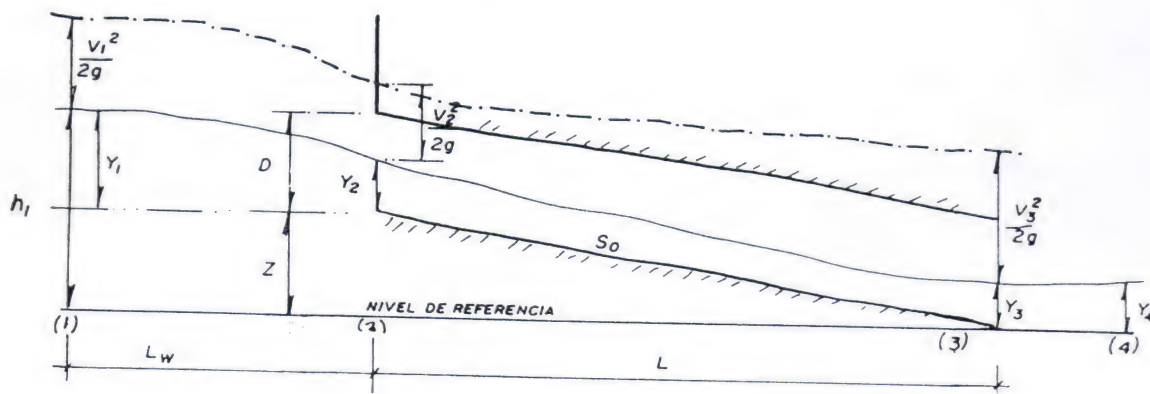 V₁²
2g
h₁
Y₁
D
Z
Y₂
V₂²
2g
S₀
NIVEL DE REFERENCIA
V₃²
2g
Y₃
Y₄
(1)
(2)
(3)
(4)
Lw
L